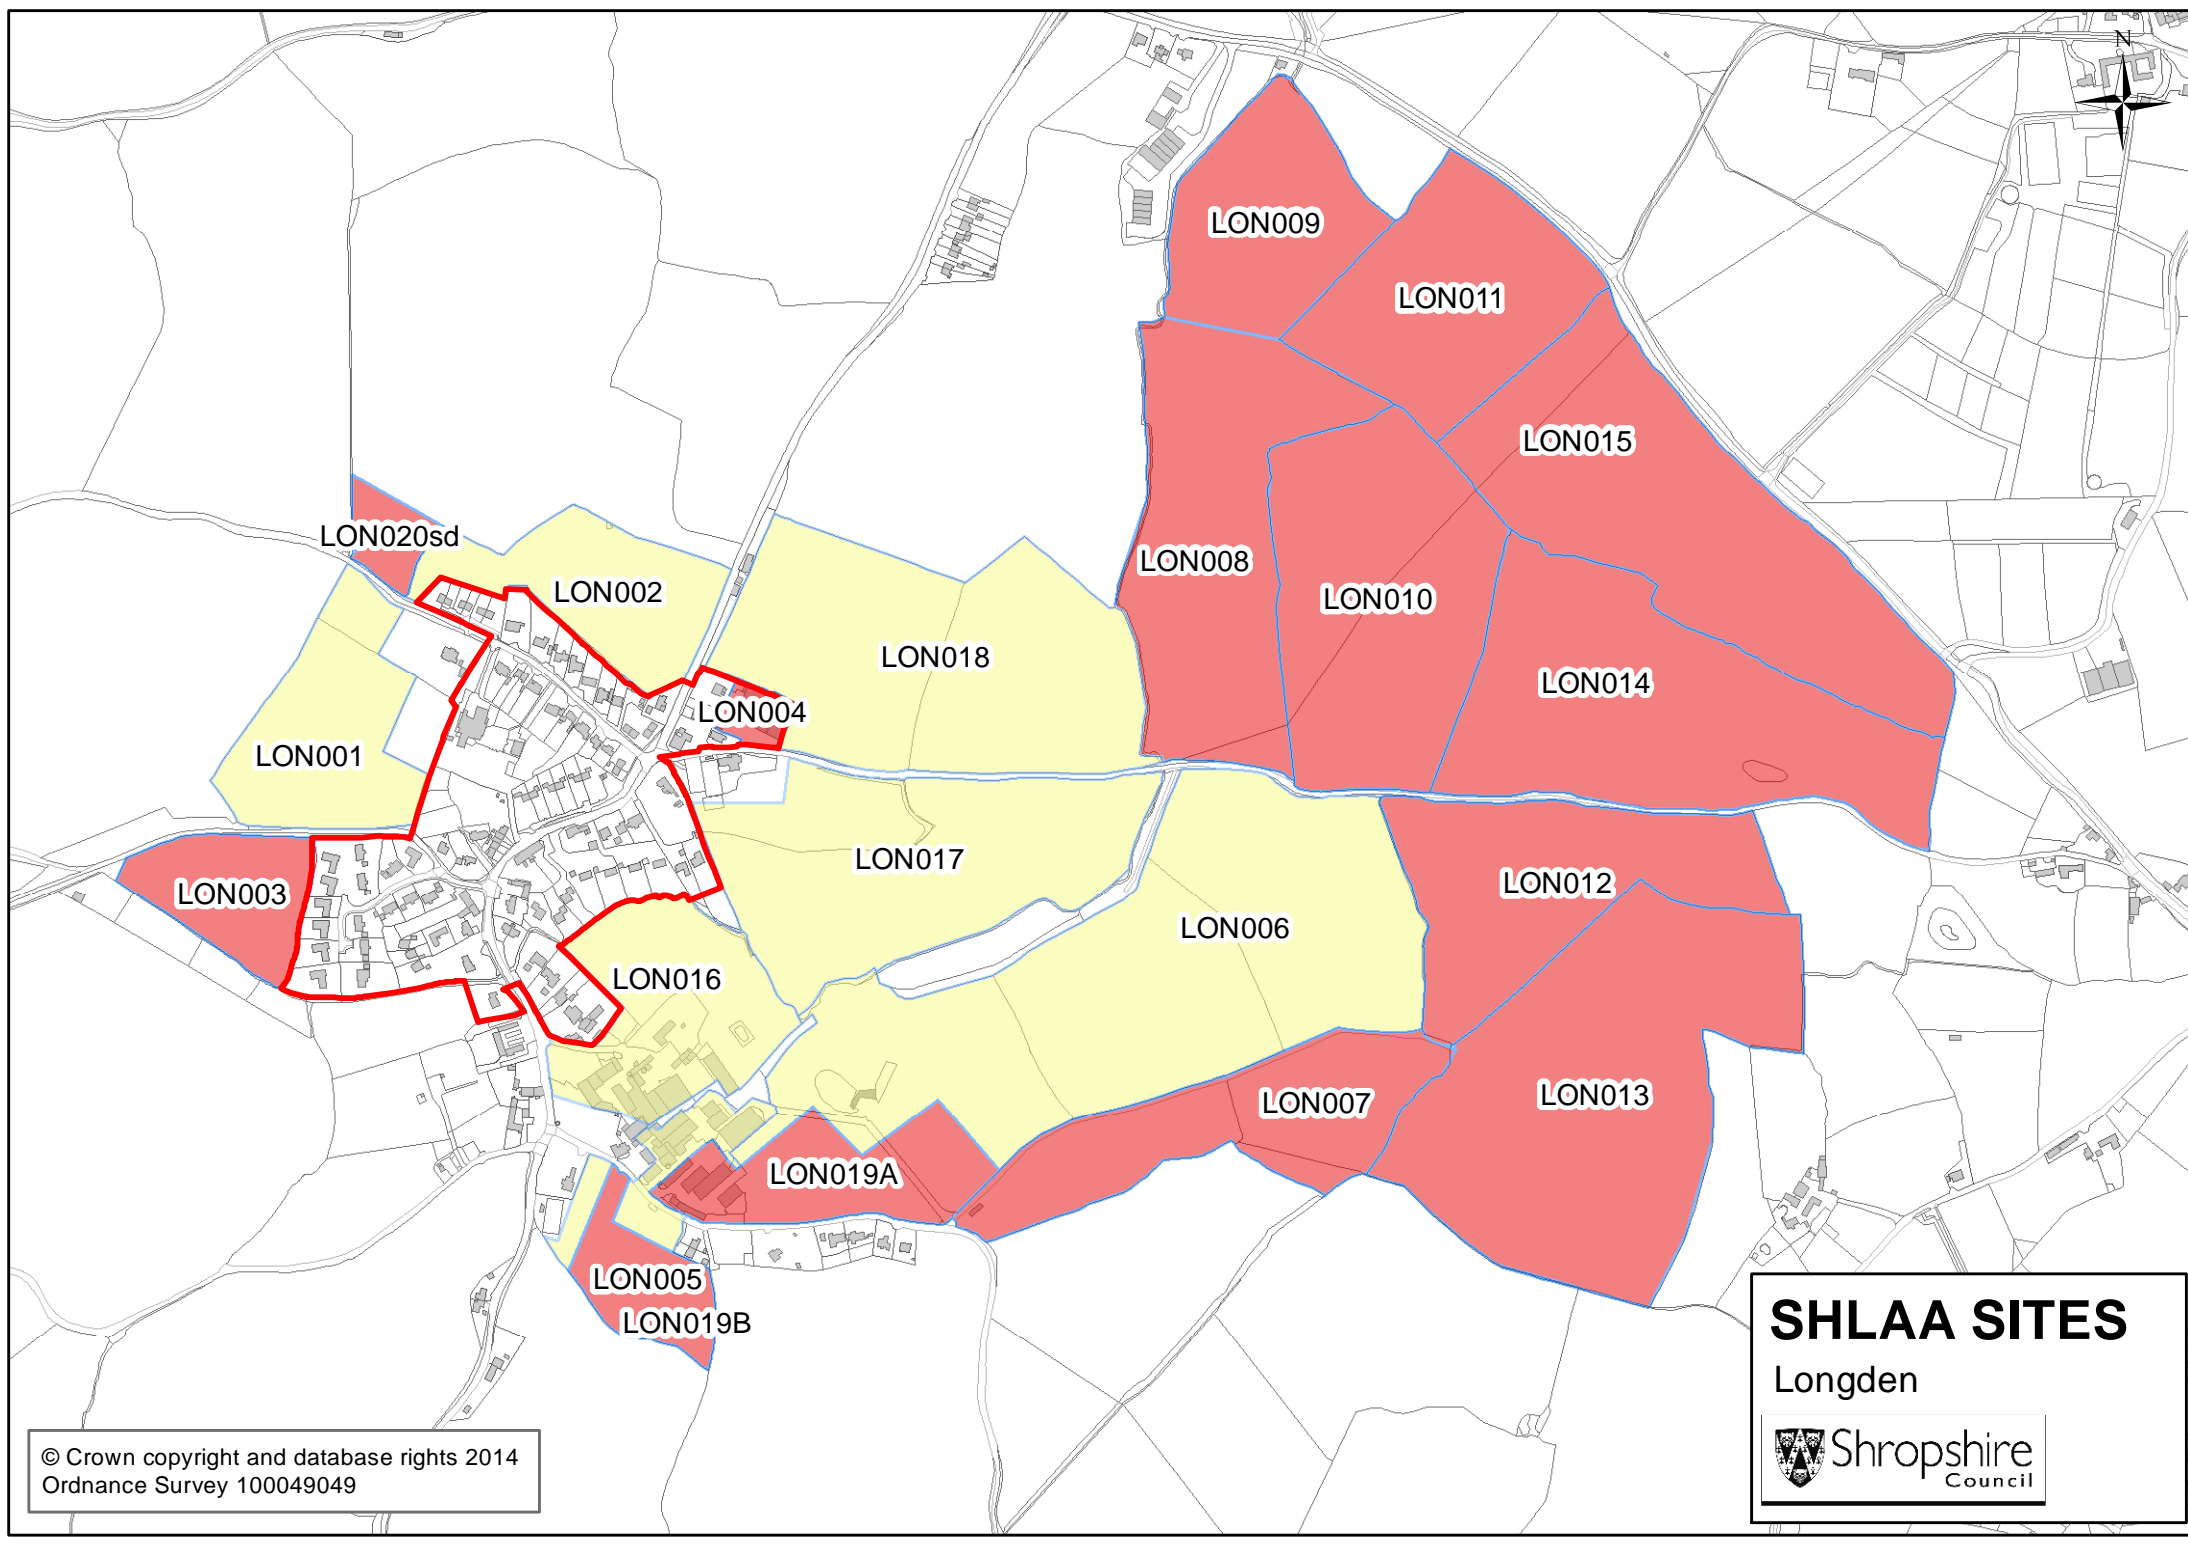 N
LON009
LON011
LON015
LON020sd
LON008
LON002
LON010
LON018
LON014
LON004
LON001
LON017
LON012
LON003
LON006
LON016
LON013
LON007
LON019A
LON005
LON019B
SHLAA SITES
Longden
Shropshire
Council
© Crown copyright and database rights 2014
Ordnance Survey 100049049